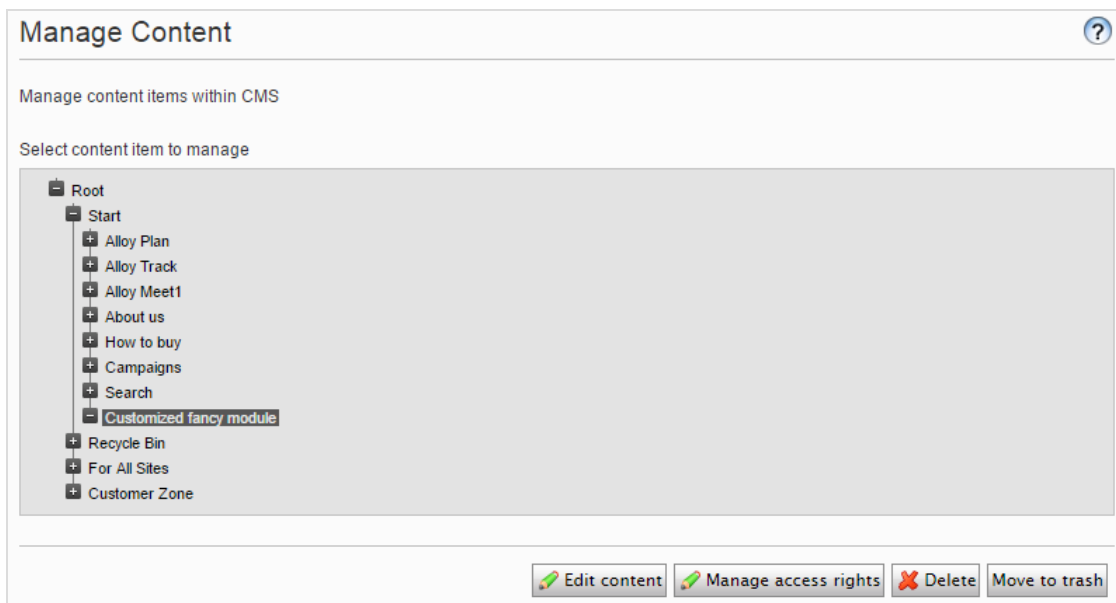 Manage Content
?
Manage content items within CMS
Select content item to manage
Root
Start
Alloy Plan
Alloy Track
Alloy Meet1
About us
How to buy
Campaigns
Search
Customized fancy module
Recycle Bin
For All Sites
Customer Zone
Edit content Manage access rights Delete Move to trash